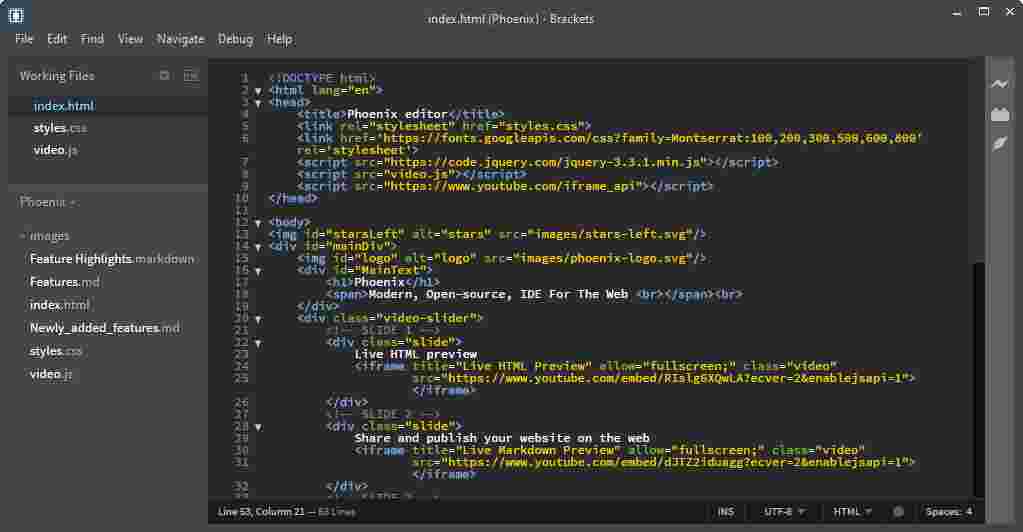 index.html (Phoenix) - Brackets
File Edit Find View Navigate Debug Help
Working Files
index.html
styles.css
video.js
Phoenix
images
Feature Highlights.markdown
Features.md
index.html
Newly_added_features.md
styles.css
video.js
1 <!DOCTYPE html>
2 <html lang="en">
3 <head>
4 <title>Phoenix editor</title>
5 <link rel="stylesheet" href="styles.css">
6 <link href='https://fonts.googleapis.com/css?family=Montserrat:100,200,300,500,600,800'
rel='stylesheet'>
7 <script src="https://code.jquery.com/jquery-3.3.1.min.js"></script>
8 <script src="video.js"></script>
9 <script src="https://www.youtube.com/iframe_api"></script>
10 </head>
11
12 <body>
13 <img id="starsLeft" alt="stars" src="images/stars-left.svg"/>
14 <div id="mainDiv">
15 <img id="logo" alt="logo" src="images/phoenix-logo.svg"/>
16 <div id="MainText">
17 <h1>Phoenix</h1>
18 <span>Modern, Open-source, IDE For The Web <br></span><br>
19 </div>
20 <div class="video-slider">
21 <!-- SLIDE 1 -->
22 <div class="slide">
23 Live HTML preview
24 <iframe title="Live HTML Preview" allow="fullscreen;" class="video"
25 src="https://www.youtube.com/embed/RIslgGXQwLA?ecver=2&enablejsapi=1">
</iframe>
26 </div>
27 <!-- SLIDE 2 -->
28 <div class="slide">
29 Share and publish your website on the web
30 <iframe title="Live Markdown Preview" allow="fullscreen;" class="video"
31 src="https://www.youtube.com/embed/dJTZ2iduagg?ecver=2&enablejsapi=1">
</iframe>
32 </div>
Line 53, Column 21 — 63 Lines INS UTF-8 HTML Spaces: 4